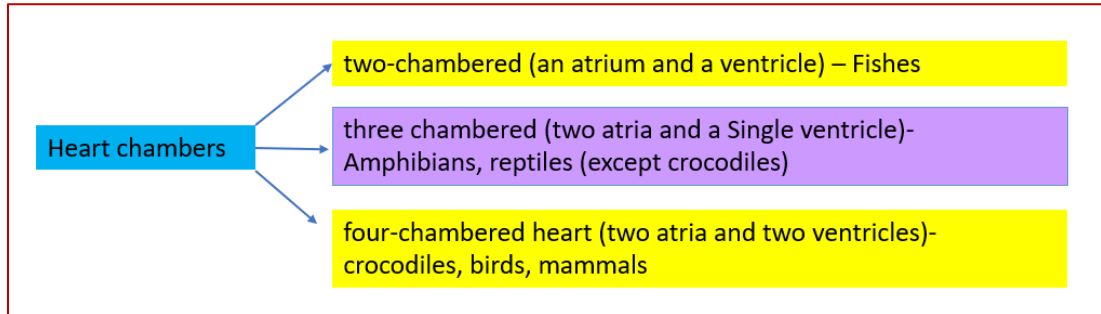 two-chambered (an atrium and a ventricle) – Fishes
Heart chambers
three chambered (two atria and a Single ventricle)-
Amphibians, reptiles (except crocodiles)
four-chambered heart (two atria and two ventricles)-
crocodiles, birds, mammals